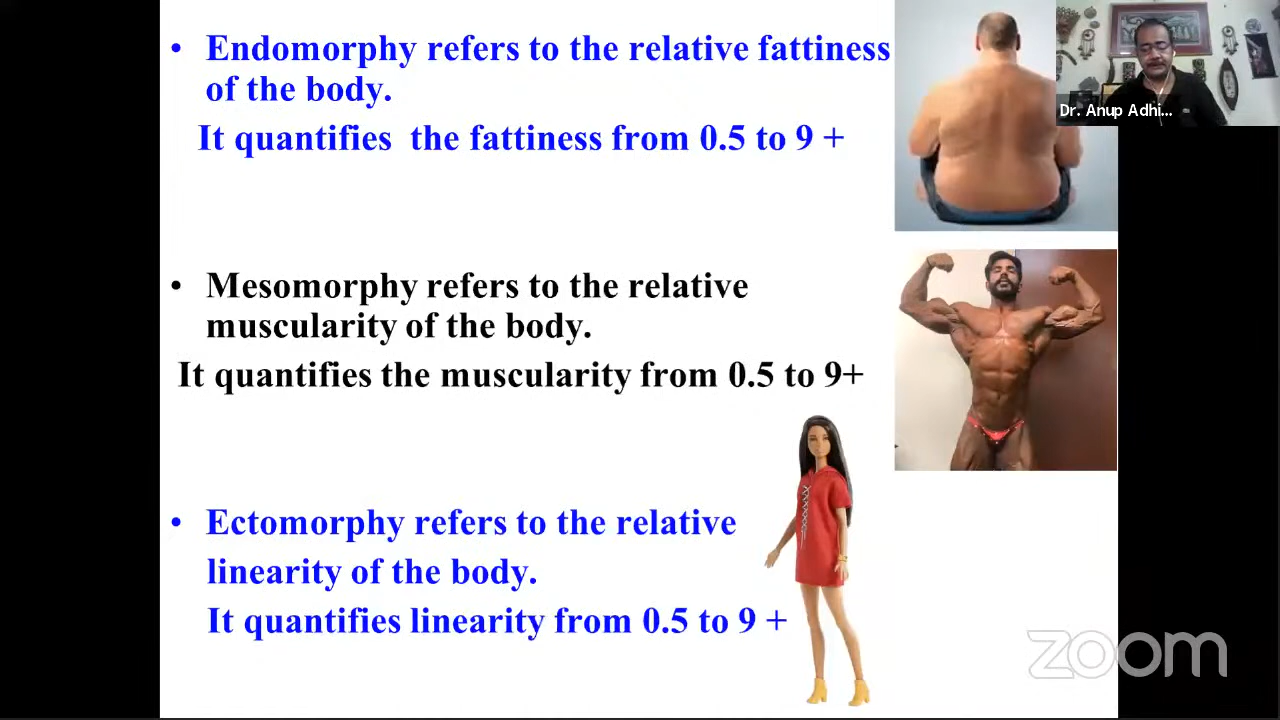 • Endomorphy refers to the relative fattiness
of the body.
It quantifies the fattiness from 0.5 to 9 +
Dr. Anup Adhi...
• Mesomorphy refers to the relative
muscularity of the body.
It quantifies the muscularity from 0.5 to 9+
• Ectomorphy refers to the relative
linearity of the body.
It quantifies linearity from 0.5 to 9 +
zoom